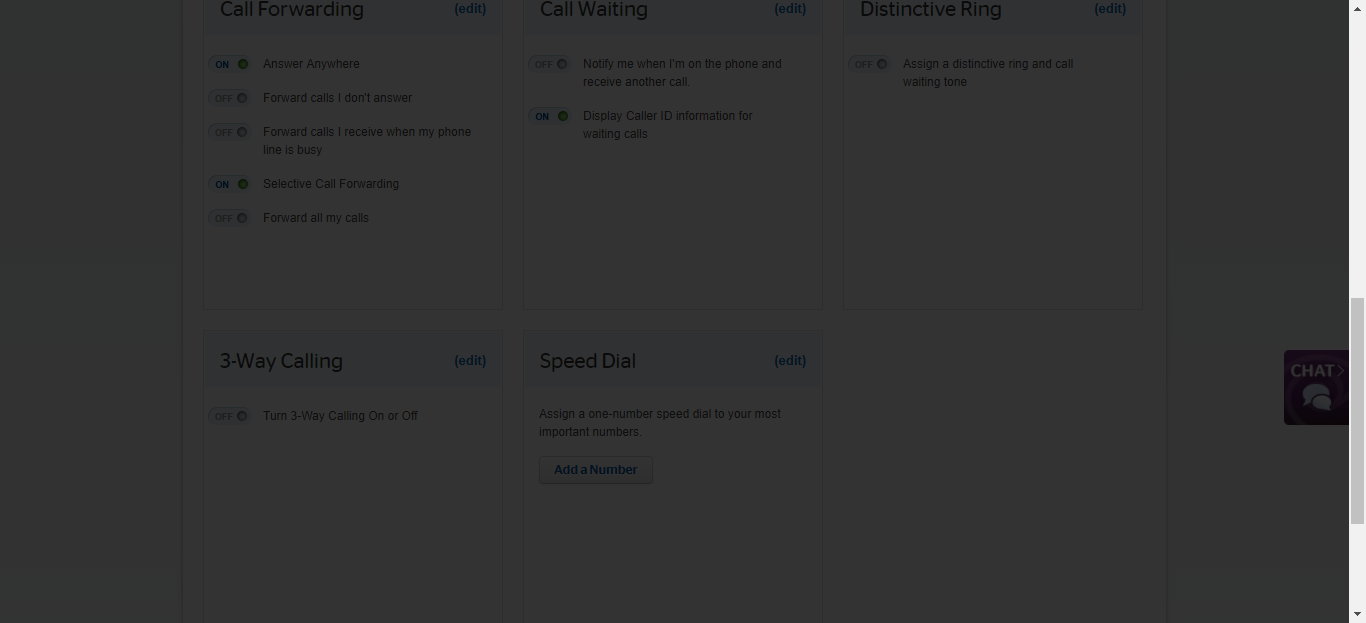 Call Forwarding (edit)
ON Answer Anywhere
OFF Forward calls I don't answer
OFF Forward calls I receive when my phone
line is busy
ON Selective Call Forwarding
OFF Forward all my calls
Call Waiting (edit)
OFF Notify me when I'm on the phone and
receive another call.
ON Display Caller ID information for
waiting calls
Distinctive Ring (edit)
OFF Assign a distinctive ring and call
waiting tone
3-Way Calling (edit)
OFF Turn 3-Way Calling On or Off
Speed Dial (edit)
Assign a one-number speed dial to your most
important numbers.
Add a Number
CHAT